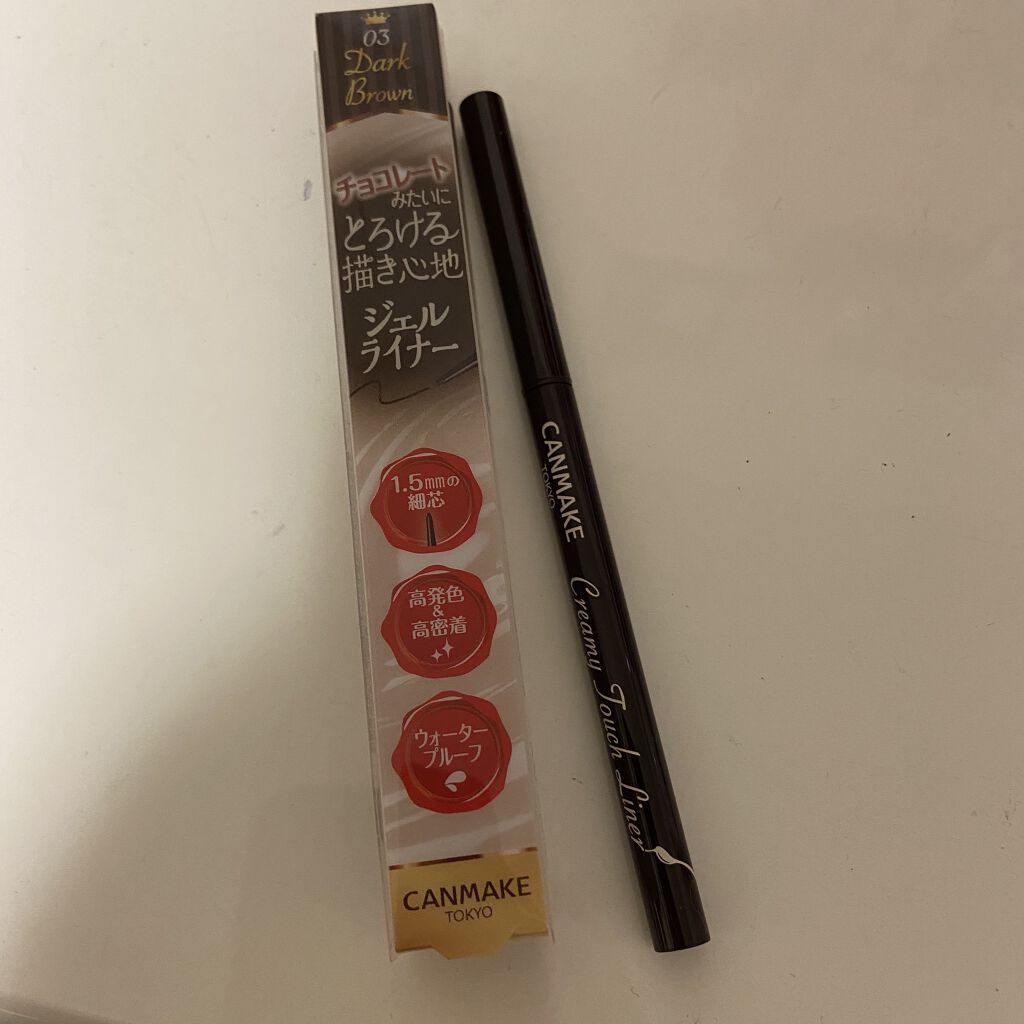 03
Dark
Brown
チョコレート
みたいに
とろける
描き心地
ジェル
ライナー
1.5mmの
細芯
高発色
&
高密着
ウォーター
プルーフ
CANMAKE
TOKYO
CANMAKE
TOKYO
Creamy Touch Liner